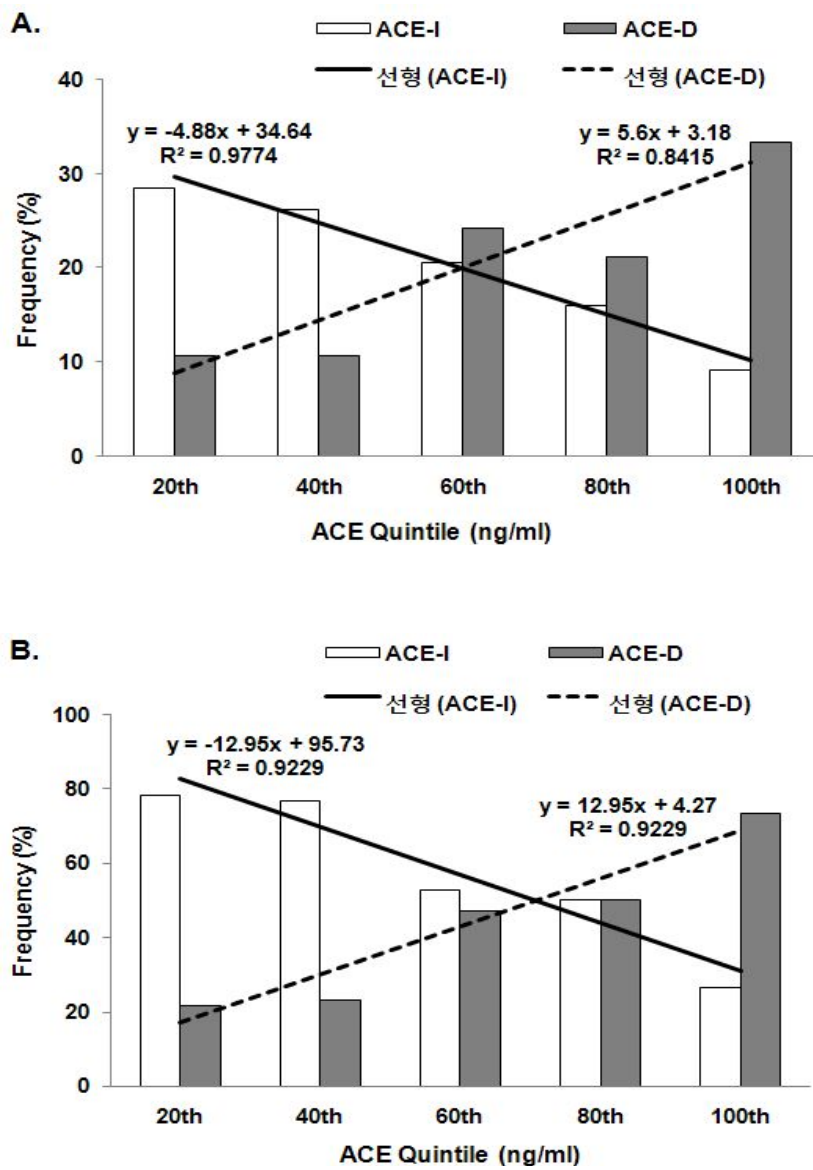 A.
ACE-I ACE-D
선형 (ACE-I) 선형 (ACE-D)
40
y = -4.88x + 34.64
R² = 0.9774
y = 5.6x + 3.18
R² = 0.8415
30
20
10
0
Frequency (%)
20th 40th 60th 80th 100th
ACE Quintile (ng/ml)
B.
ACE-I ACE-D
선형 (ACE-I) 선형 (ACE-D)
100
y = -12.95x + 95.73
R² = 0.9229
80
y = 12.95x + 4.27
R² = 0.9229
60
40
20
0
Frequency (%)
20th 40th 60th 80th 100th
ACE Quintile (ng/ml)